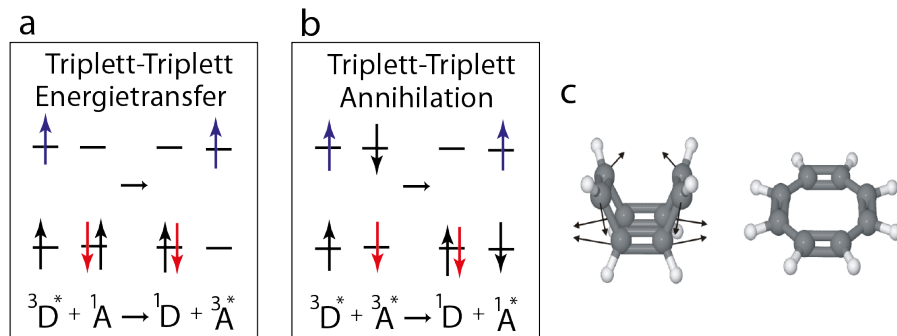 a
Triplett-Triplett
Energietransfer
³D* + ¹A → ¹D + ³A*
b
Triplett-Triplett
Annihilation
³D* + ³A* → ¹D + ¹A*
c